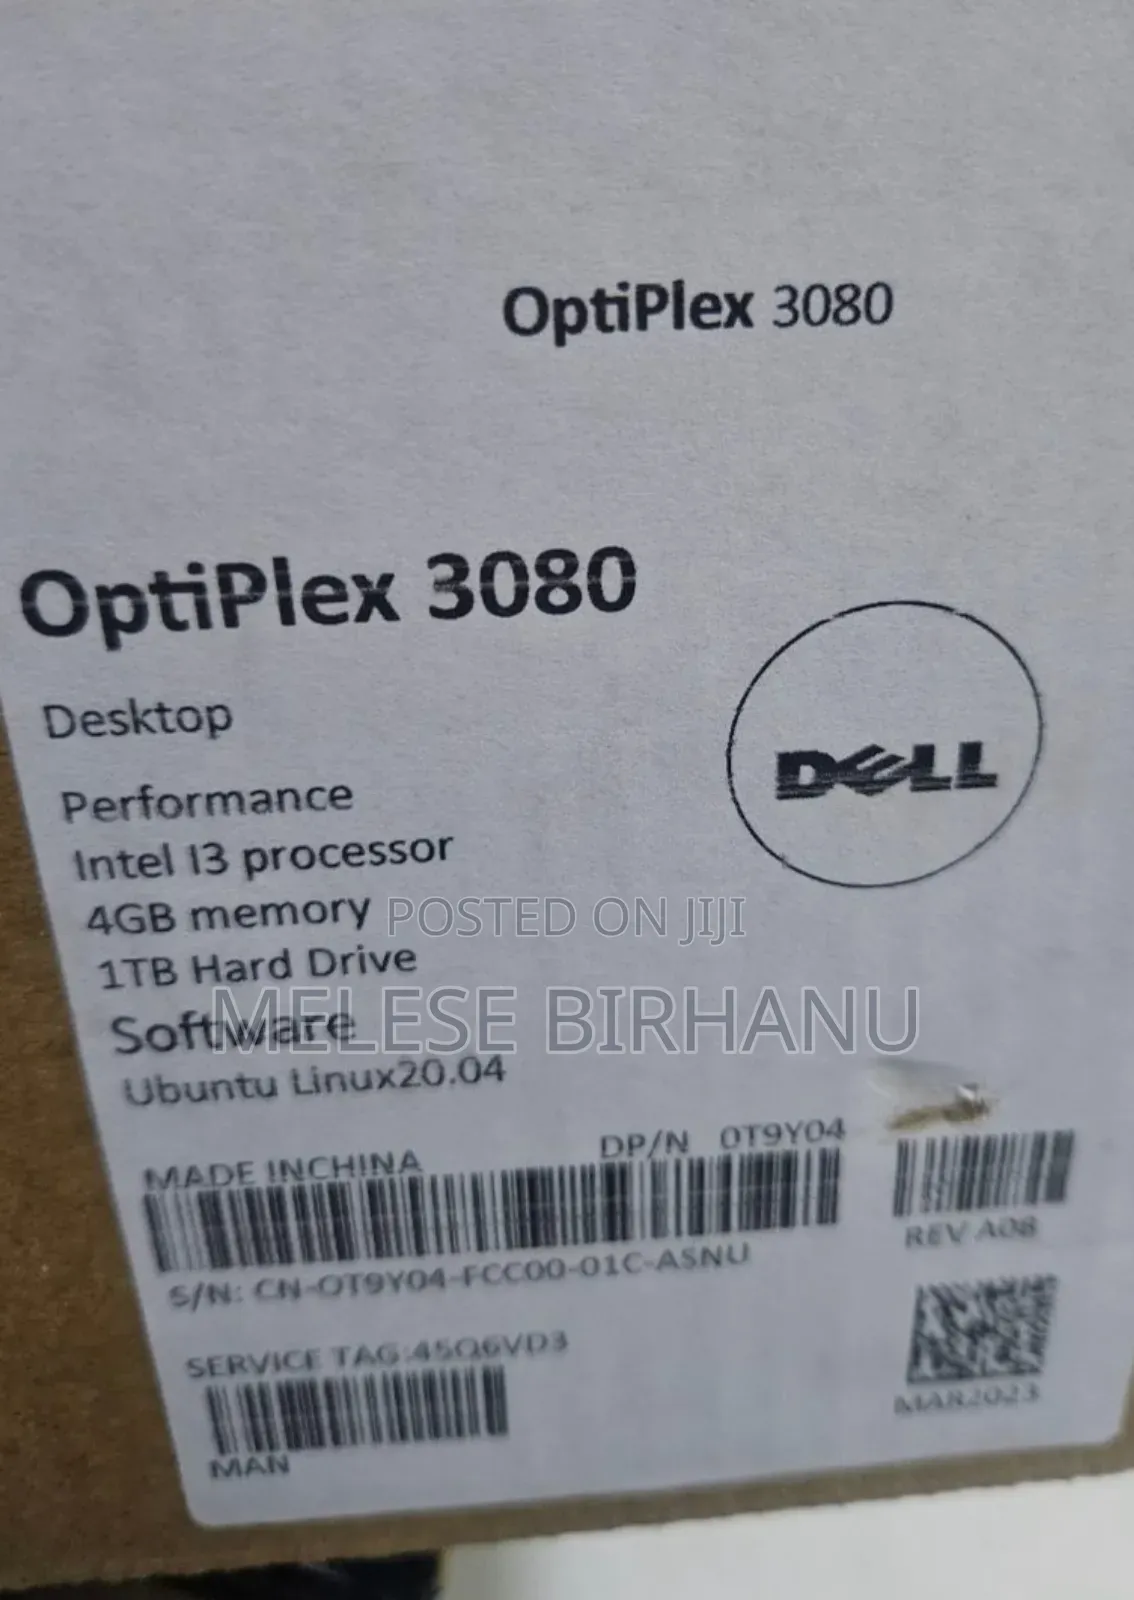 OptiPlex 3080
OptiPlex 3080
Desktop
DELL
Performance
Intel I3 processor
4GB memory
POSTED ON JIJI
1TB Hard Drive
MELESE BIRHANU
Software
Ubuntu Linux20.04
MADE INCHINA
DP/N 0T9Y04
REV A08
S/N: CN-OT9Y04-FCC00-01C-ASNU
SERVICE TAG:45Q6VD3
MAR2023
MAN